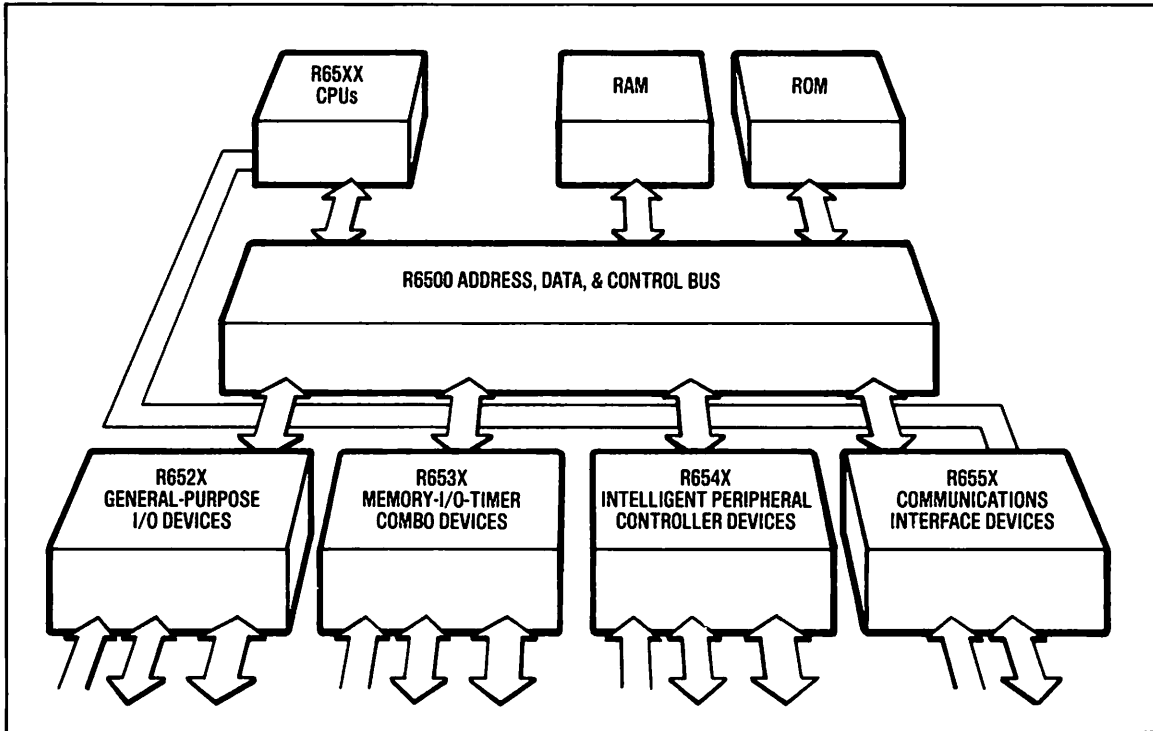 R65XX
CPUs
RAM
ROM
R6500 ADDRESS, DATA, & CONTROL BUS
R652X
GENERAL-PURPOSE
I/O DEVICES
R653X
MEMORY-I/O-TIMER
COMBO DEVICES
R654X
INTELLIGENT PERIPHERAL
CONTROLLER DEVICES
R655X
COMMUNICATIONS
INTERFACE DEVICES